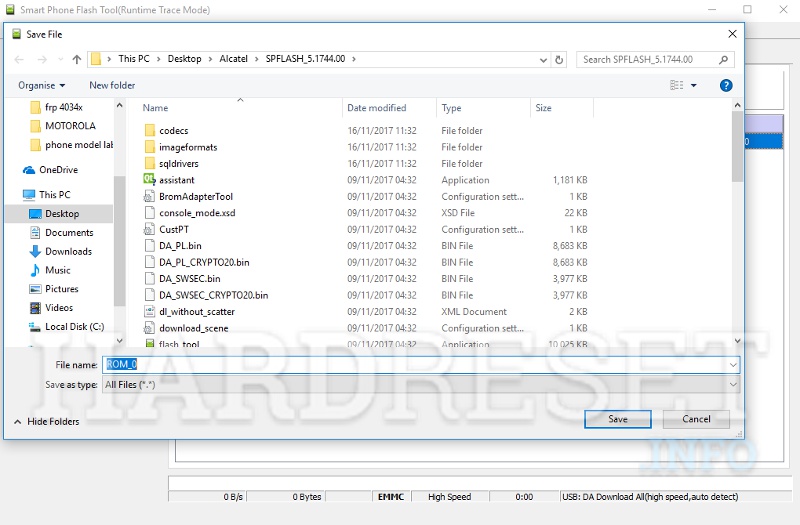 Smart Phone Flash Tool(Runtime Trace Mode)
Save File
This PC > Desktop > Alcatel > SPFLASH_5.1744.00 >
Search SPFLASH_5.1744.00
Organise
New folder
frp 4034x
MOTOROLA
phone model lab
OneDrive
This PC
Desktop
Documents
Downloads
Music
Pictures
Videos
Local Disk (C:)
Name Date modified Type Size
codecs 16/11/2017 11:32 File folder
imageformats 16/11/2017 11:32 File folder
sqldrivers 16/11/2017 11:32 File folder
assistant 09/11/2017 04:32 Application 1,181 KB
BromAdapterTool 09/11/2017 04:32 Configuration sett... 1 KB
console_mode.xsd 09/11/2017 04:32 XSD File 22 KB
CustPT 09/11/2017 04:32 Configuration sett... 1 KB
DA_PL.bin 09/11/2017 04:32 BIN File 8,683 KB
DA_PL_CRYPTO20.bin 09/11/2017 04:32 BIN File 8,683 KB
DA_SWSEC.bin 09/11/2017 04:32 BIN File 3,977 KB
DA_SWSEC_CRYPTO20.bin 09/11/2017 04:32 BIN File 3,977 KB
dl_without_scatter 09/11/2017 04:32 XML Document 2 KB
download_scene 09/11/2017 04:32 Configuration sett... 1 KB
flash_tool 09/11/2017 04:32 Application 10,025 KB
File name: ROM_0
Save as type: All Files (*.*)
Hide Folders
Save
Cancel
HARDRESET
.INFO
0 B/s 0 Bytes EMMC High Speed 0:00 USB: DA Download All(high speed,auto detect)